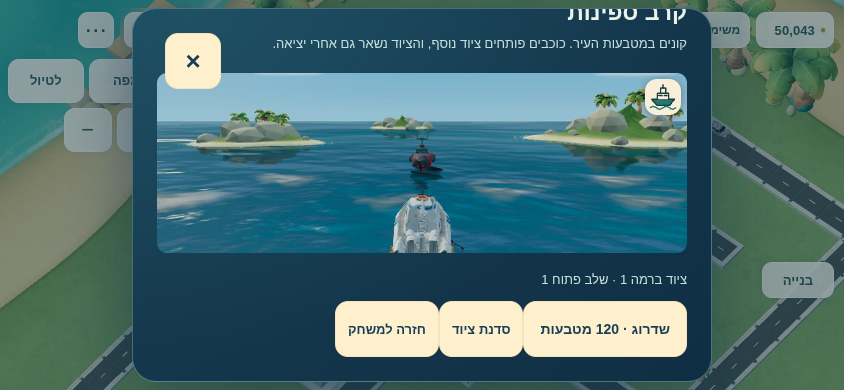 50,043
לטיול
קרב ספינות
קונים במטבעות העיר. כוכבים פותחים ציוד נוסף, והציוד נשאר גם אחרי יציאה.
ציוד ברמה 1 · שלב פתוח 1
שדרוג · 120 מטבעות
סדנת ציוד
חזרה למשחק
בנייה